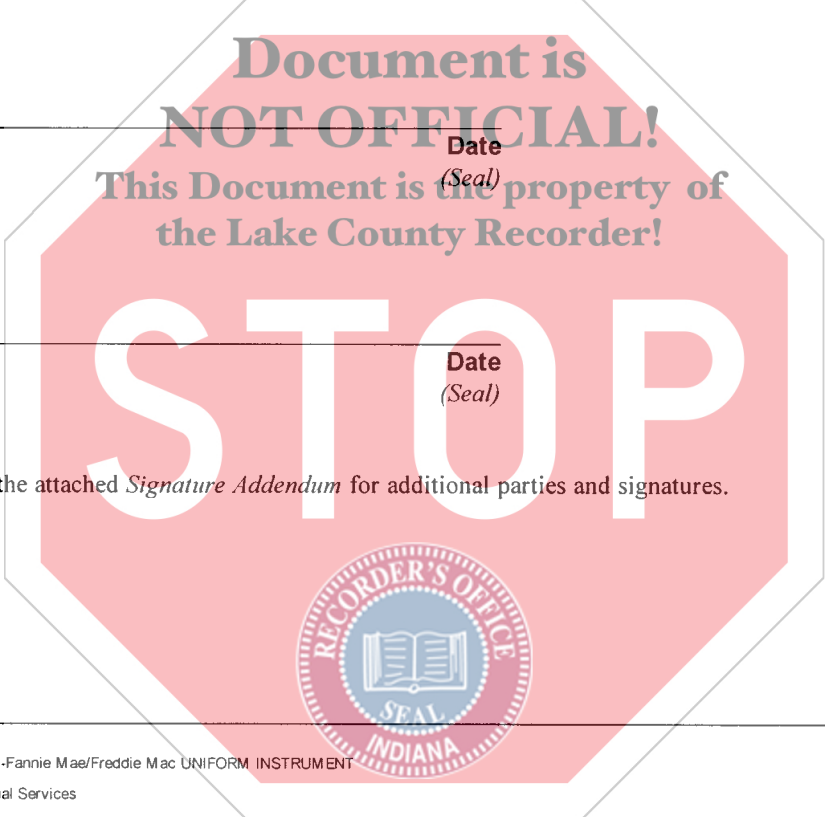 Document is
NOT OFFICIAL!
Date
This Document is the property of
(Seal)
the Lake County Recorder!
STOP
Date
(Seal)
the attached Signature Addendum for additional parties and signatures.
RECORDER'S OFFICE
SEAL
INDIANA
-Fannie Mae/Freddie Mac UNIFORM INSTRUMENT
al Services